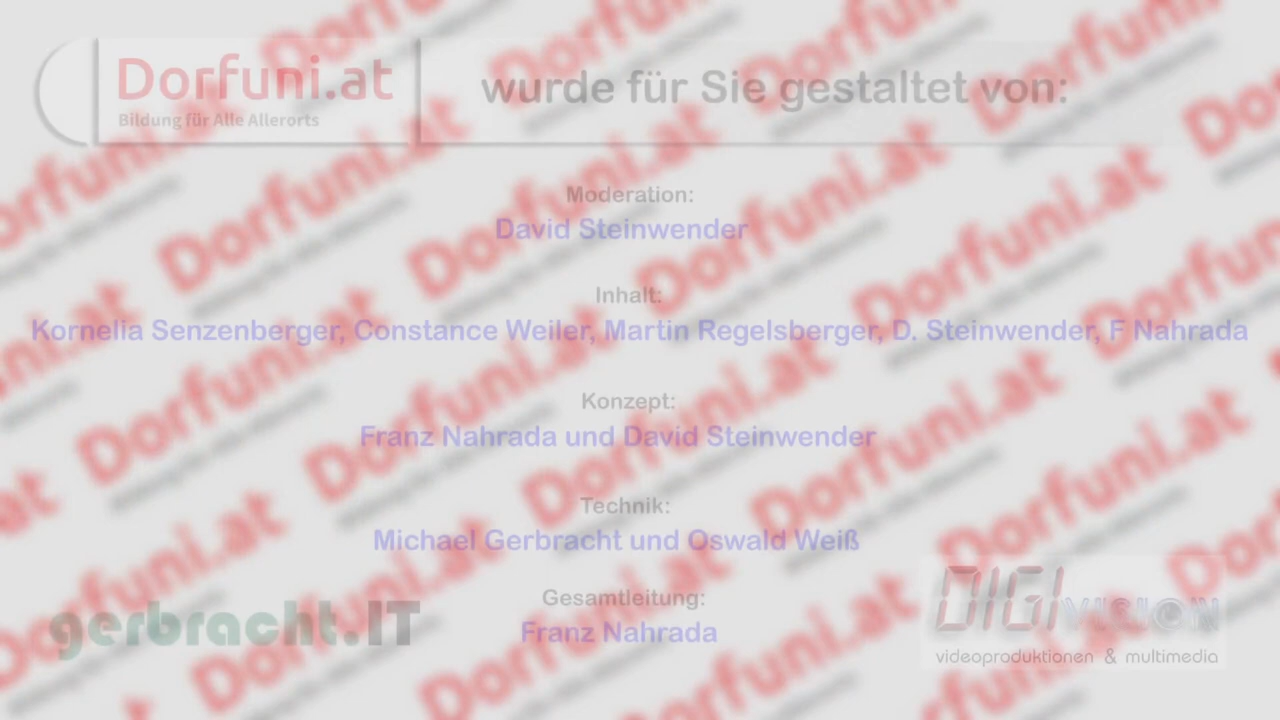 Dorfuni.at
Bildung für Alle Allerorts
wurde für Sie gestaltet von:
Moderation:
David Steinwender
Inhalt:
Kornelia Senzenberger, Constance Weiler, Martin Regelsberger, D. Steinwender, F Nahrada
Konzept:
Franz Nahrada und David Steinwender
Technik:
Michael Gerbracht und Oswald Weiß
Gesamtleitung:
Franz Nahrada
gerbracht.IT
DIGIVISION
videoproduktionen & multimedia